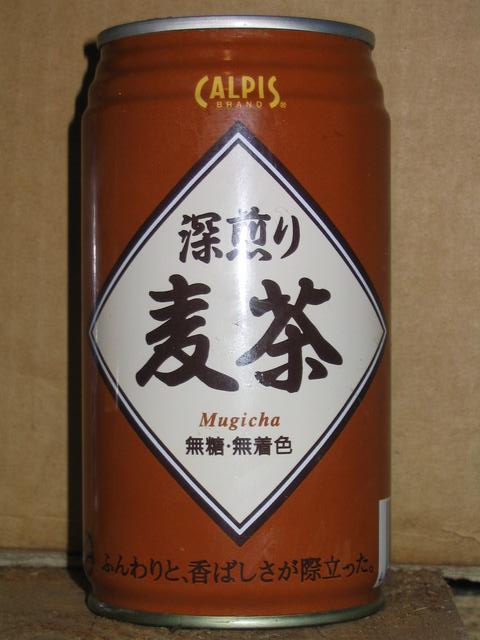 CALPIS
BRAND®
深煎り
麦茶
Mugicha
無糖·無着色
ふんわりと、香ばしさが際立った。